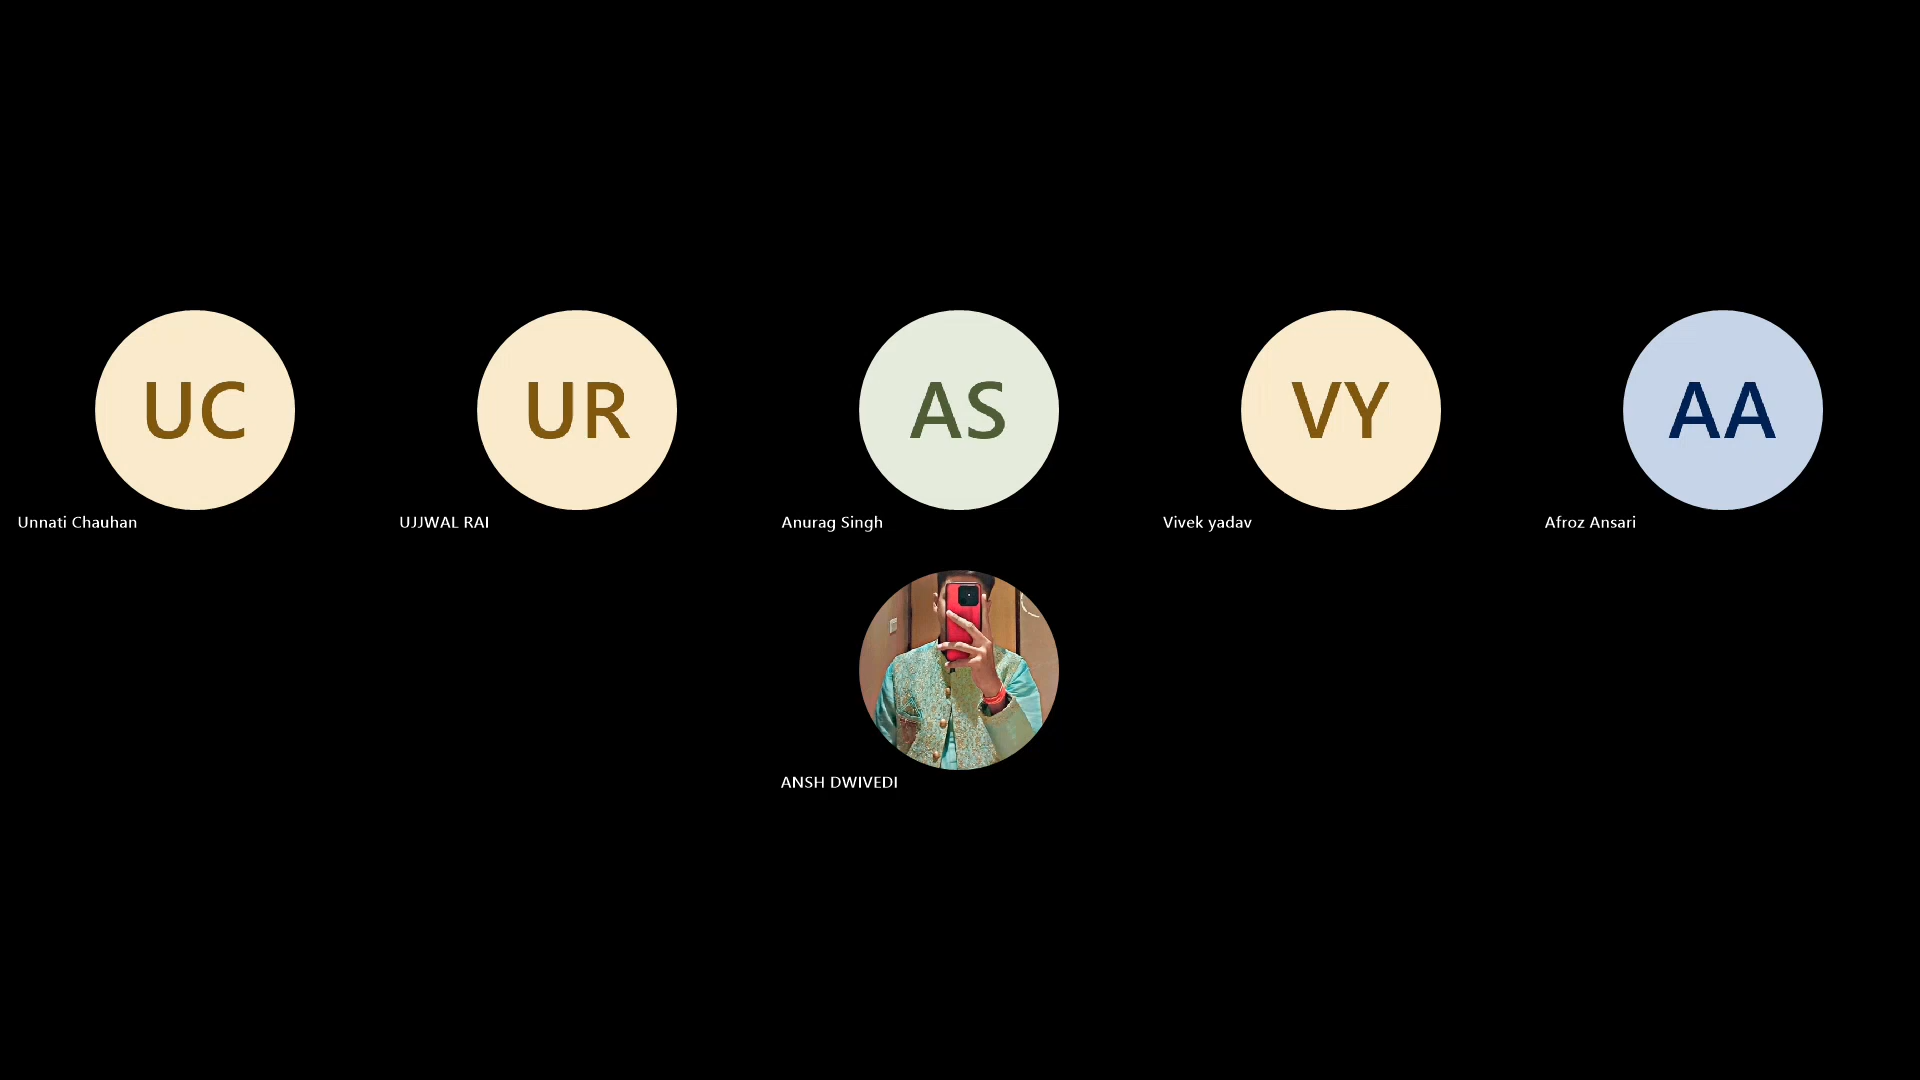 UC
UR
AS
VY
AA
Unnati Chauhan
UJJWAL RAI
Anurag Singh
Vivek yadav
Afroz Ansari
ANSH DWIVEDI